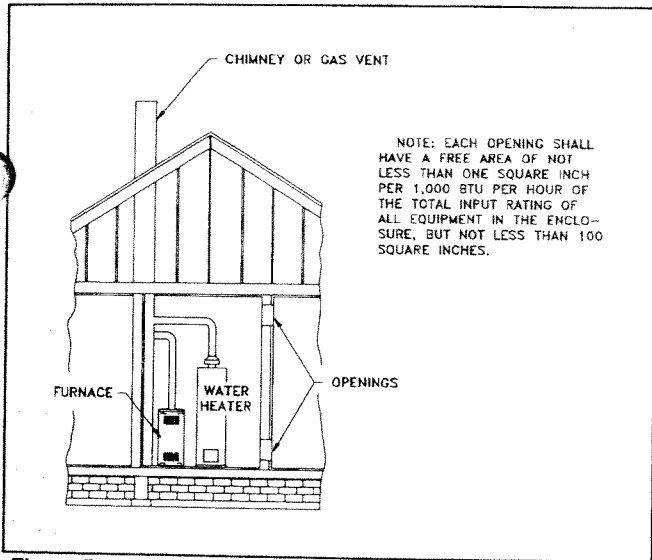 CHIMNEY OR GAS VENT
NOTE: EACH OPENING SHALL
HAVE A FREE AREA OF NOT
LESS THAN ONE SQUARE INCH
PER 1,000 BTU PER HOUR OF
THE TOTAL INPUT RATING OF
ALL EQUIPMENT IN THE ENCLO-
SURE, BUT NOT LESS THAN 100
SQUARE INCHES.
FURNACE
WATER
HEATER
OPENINGS